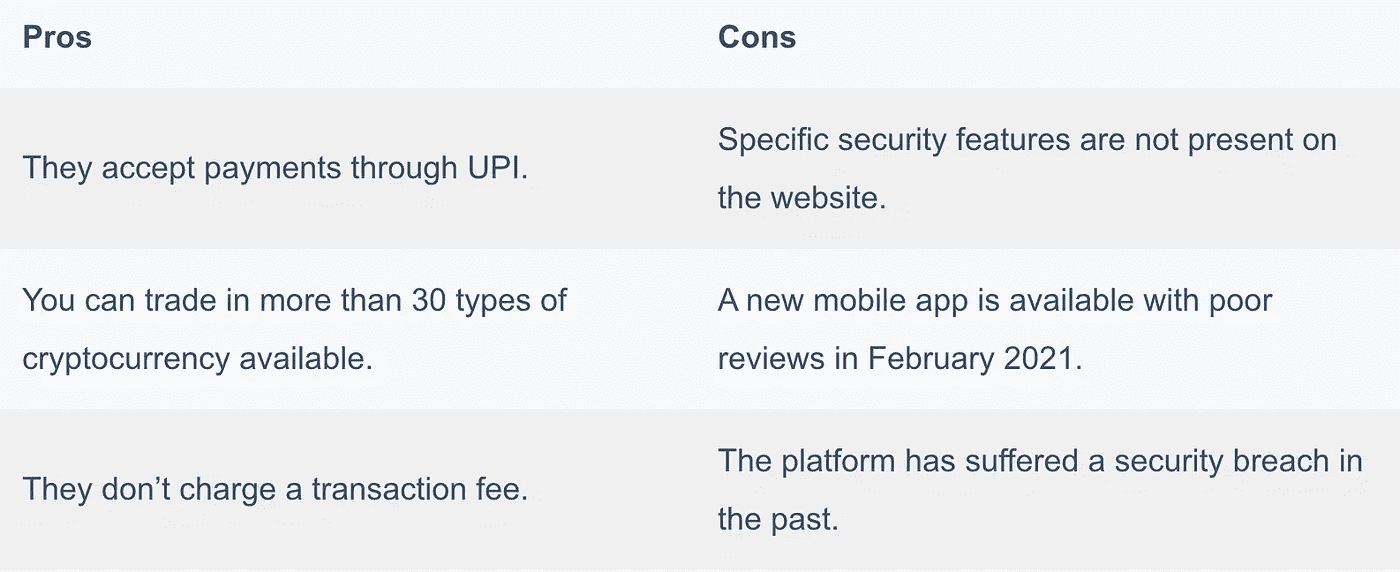 Pros
Cons
They accept payments through UPI.
Specific security features are not present on
the website.
You can trade in more than 30 types of
cryptocurrency available.
A new mobile app is available with poor
reviews in February 2021.
They don’t charge a transaction fee.
The platform has suffered a security breach in
the past.